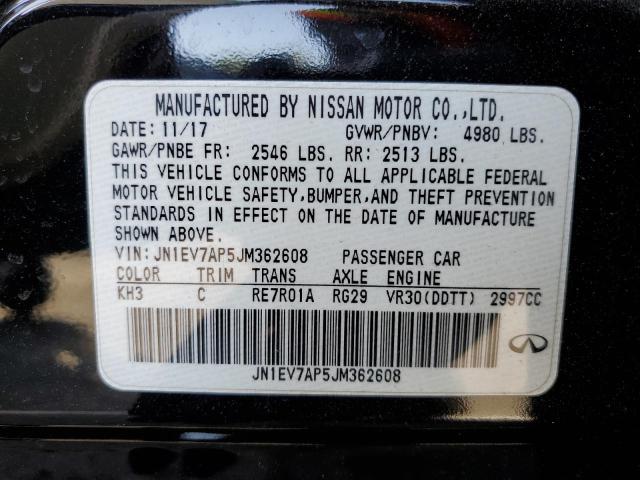 MANUFACTURED BY NISSAN MOTOR CO.,LTD.
DATE: 11/17 GVWR/PNBV: 4980 LBS.
GAWR/PNBE FR: 2546 LBS. RR: 2513 LBS.
THIS VEHICLE CONFORMS TO ALL APPLICABLE FEDERAL
MOTOR VEHICLE SAFETY,BUMPER,AND THEFT PREVENTION
STANDARDS IN EFFECT ON THE DATE OF MANUFACTURE
SHOWN ABOVE.
VIN:JN1EV7AP5JM362608 PASSENGER CAR
COLOR TRIM TRANS AXLE ENGINE
KH3 C RE7R01A RG29 VR30(DDTT) 2997CC
JN1EV7AP5JM362608